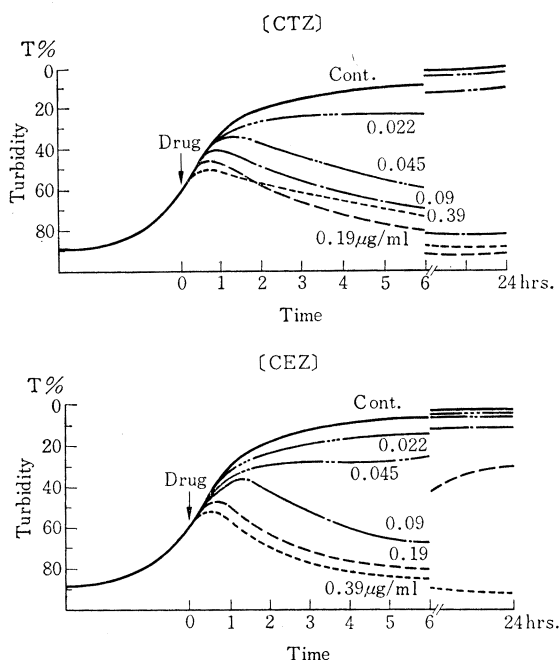 [CTZ]
T%
0
20
40
60
80
Turbidity
Drug
Cont.
0.022
0.045
0.09
0.39
0.19μg/ml
0 1 2 3 4 5 6 24 hrs.
Time
[CEZ]
T%
0
20
40
60
80
Turbidity
Drug
Cont.
0.022
0.045
0.09
0.19
0.39μg/ml
0 1 2 3 4 5 6 24 hrs.
Time